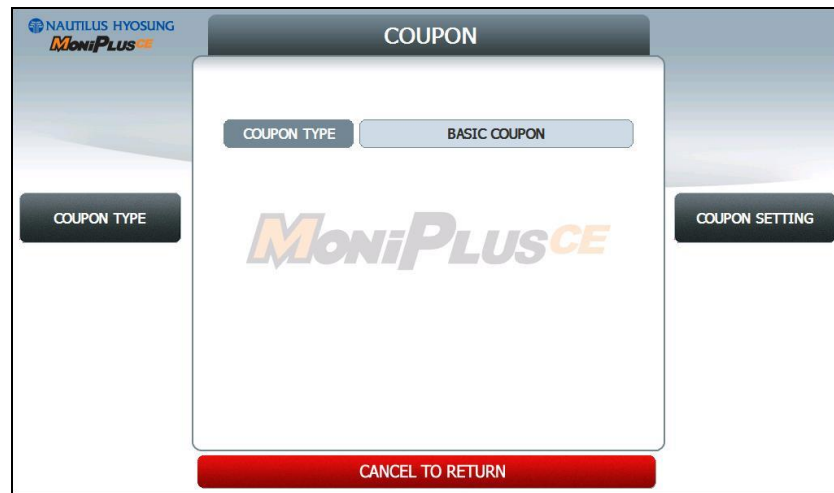 NAUTILUS HYOSUNG
MoniPlusCE
COUPON
COUPON TYPE
BASIC COUPON
COUPON TYPE
MoniPlusCE
COUPON SETTING
CANCEL TO RETURN